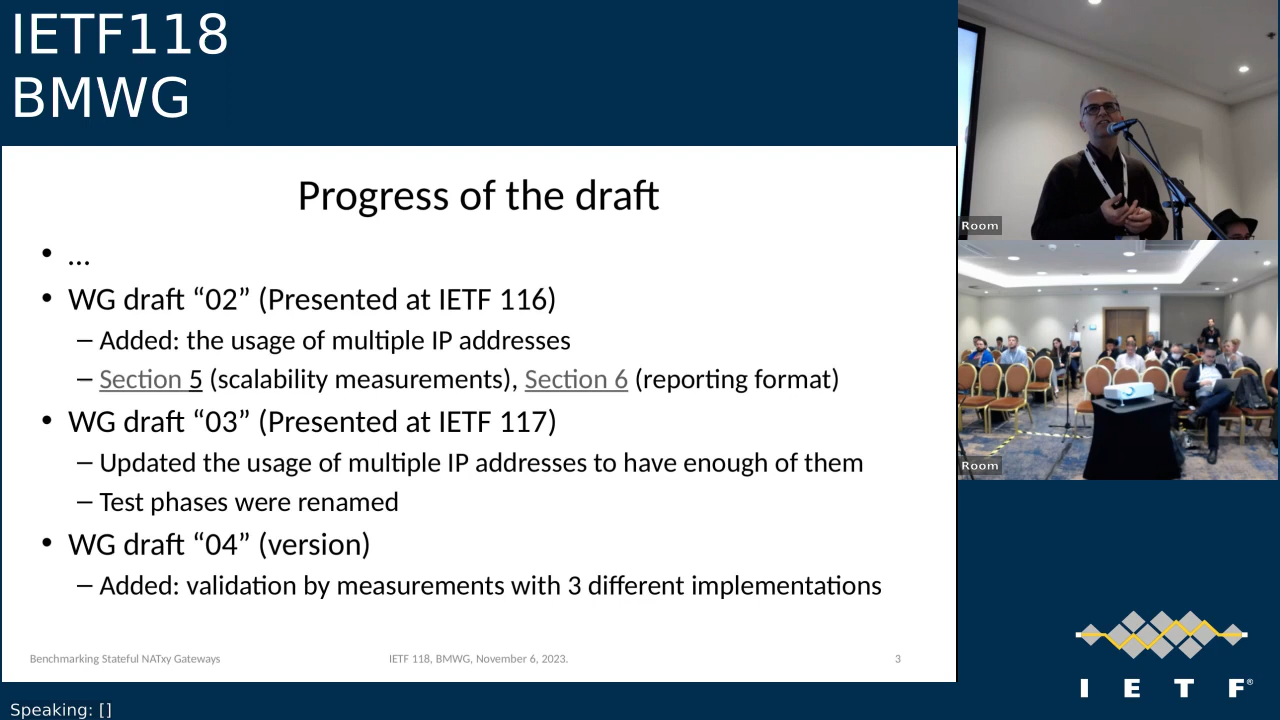 IETF118
BMWG
Progress of the draft
• ...
• WG draft “02” (Presented at IETF 116)
– Added: the usage of multiple IP addresses
– Section 5 (scalability measurements), Section 6 (reporting format)
• WG draft “03” (Presented at IETF 117)
– Updated the usage of multiple IP addresses to have enough of them
– Test phases were renamed
• WG draft “04” (version)
– Added: validation by measurements with 3 different implementations
Benchmarking Stateful NATxy Gateways
IETF 118, BMWG, November 6, 2023.
3
Room
Room
I E T F®
Speaking: []